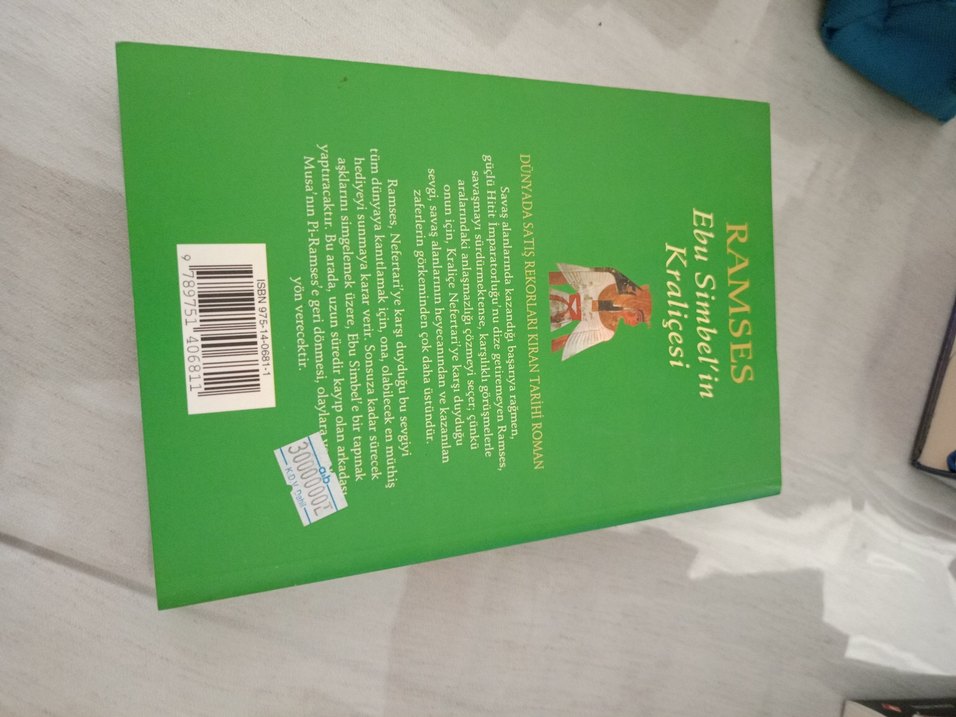 RAMSES
Ebu Simbel'in
Kraliçesi
DÜNYADA SATIŞ REKORLARI KIRAN TARİHİ ROMAN
Savaş alanlarında kazandığı başarıya rağmen,
güçlü Hitit İmparatorluğu'nu dize getiremeyen Ramses,
savaşmayı sürdürmektense, karşılıklı görüşmelerle
aralarındaki anlaşmazlığı çözmeyi seçer; çünkü
onun için, Kraliçe Nefertari'ye karşı duyduğu
sevgi, savaş alanlarının heyecanından ve kazanılan
zaferlerin görkeminden çok daha üstündür.
Ramses, Nefertari'ye karşı duyduğu bu sevgiyi
tüm dünyaya kanıtlamak için, ona, olabilecek en müthiş
hediyeyi sunmaya karar verir. Sonsuza kadar sürecek
aşklarını simgelemek üzere, Ebu Simbel'e bir tapınak
yaptıracaktır. Bu arada, uzun süredir kayıp olan arkadaşı
Musa'nın Pi-Ramses'e geri dönmesi, olaylara
yön verecektir.
ISBN 975-14-0681-1
9 789751 406811
3000000L
K.D.V. Dahil